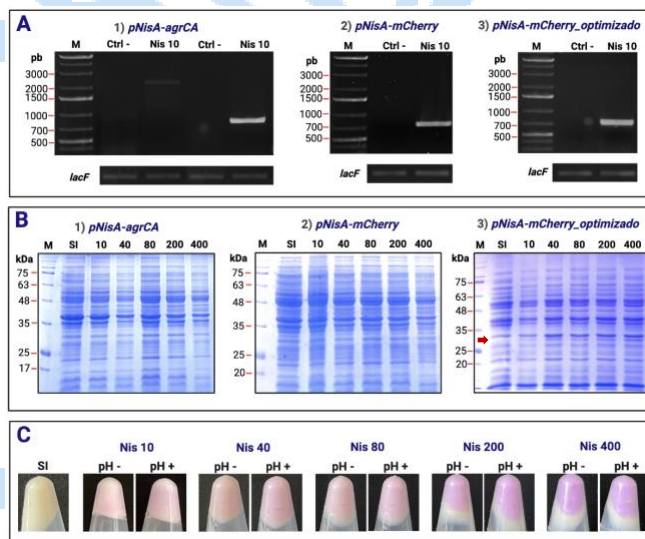 A
1) pNisA-agrCA
2) pNisA-mCherry
3) pNisA-mCherry_optimizado
pb M Ctrl - Nis 10 Ctrl - Nis 10
3000
2000
1500
1000
700
500
lacF
M Ctrl - Nis 10
pb
3000
2000
1500
1000
700
500
lacF
M Ctrl - Nis 10
pb
3000
2000
1500
1000
700
500
lacF
B
1) pNisA-agrCA
2) pNisA-mCherry
3) pNisA-mCherry_optimizado
kDa M SI 10 40 80 200 400
75
63
48
35
25
17
kDa M SI 10 40 80 200 400
75
63
48
35
25
20
kDa M SI 10 40 80 200 400
75
63
48
35
25
20
C
Nis 10 Nis 40 Nis 80 Nis 200 Nis 400
SI pH - pH + pH - pH + pH - pH + pH - pH + pH - pH +